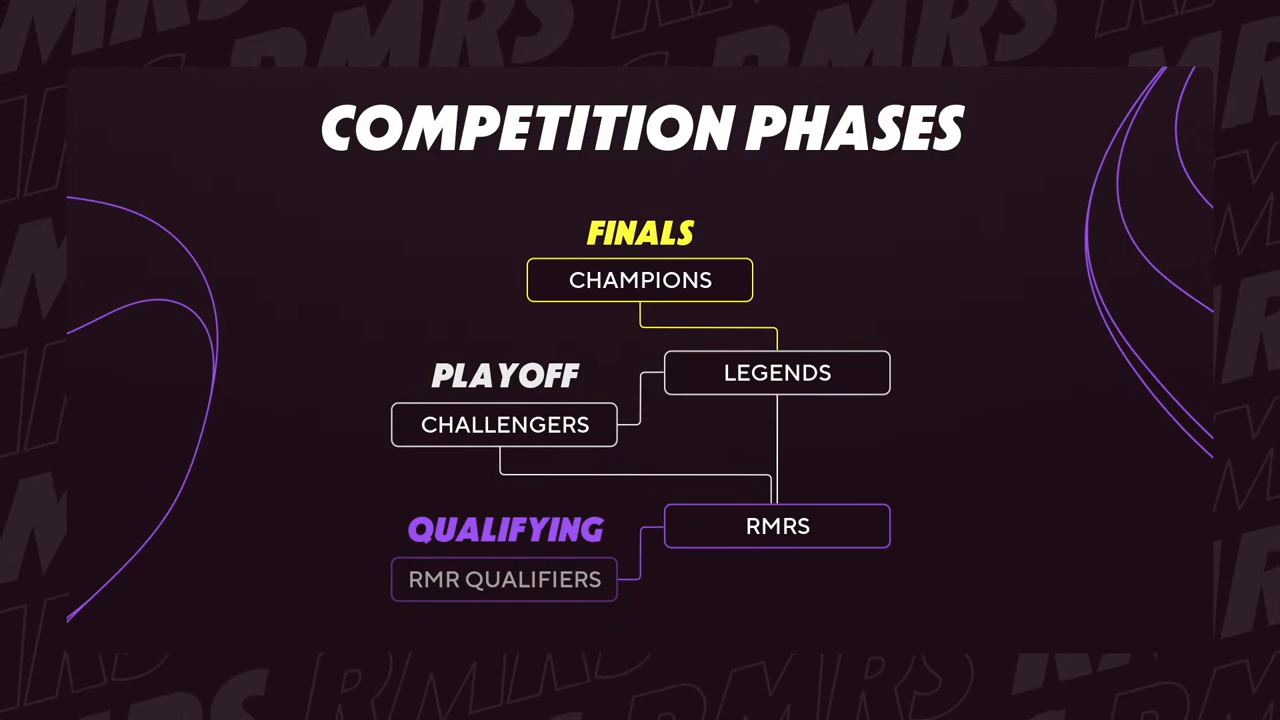 COMPETITION PHASES
FINALS
CHAMPIONS
LEGENDS
PLAYOFF
CHALLENGERS
RMRS
QUALIFYING
RMR QUALIFIERS